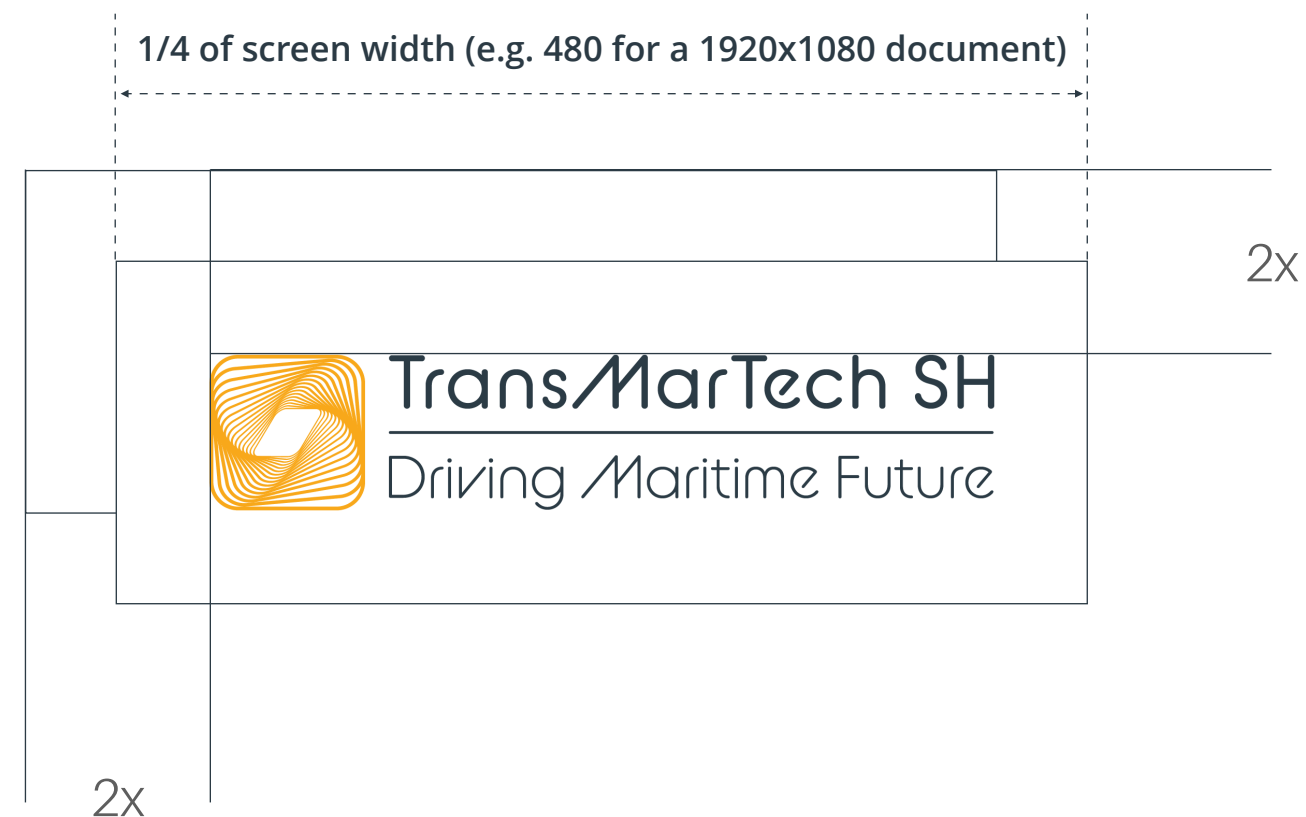 1/4 of screen width (e.g. 480 for a 1920x1080 document)
2x
TransMarTech SH
Driving Maritime Future
2x